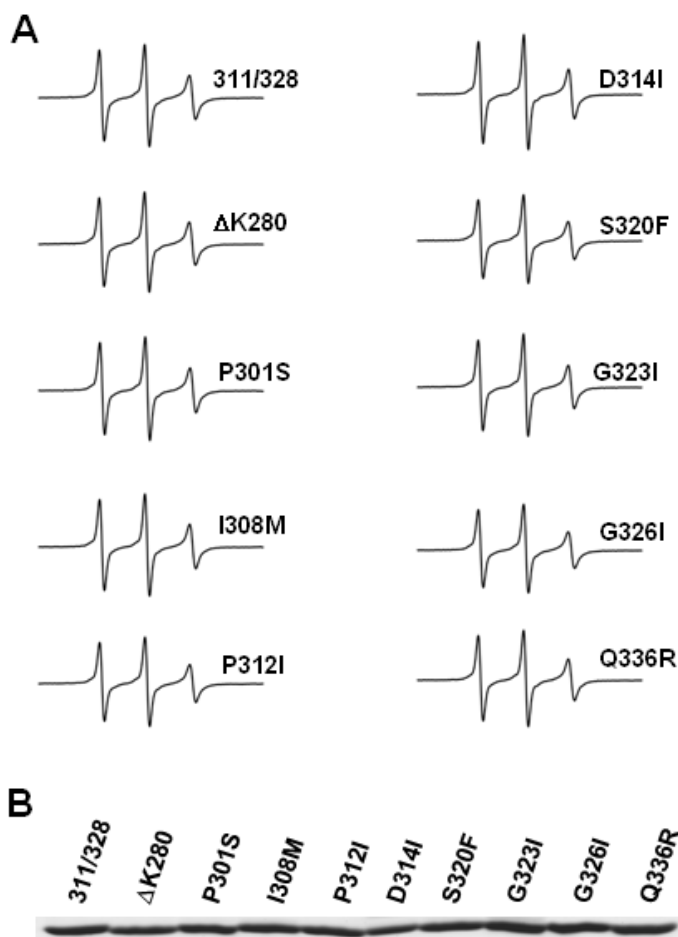 A
311/328 D314I
ΔK280 S320F
P301S G323I
I308M G326I
P312I Q336R
B
311/328 ΔK280 P301S I308M P312I D314I S320F G323I G326I Q336R